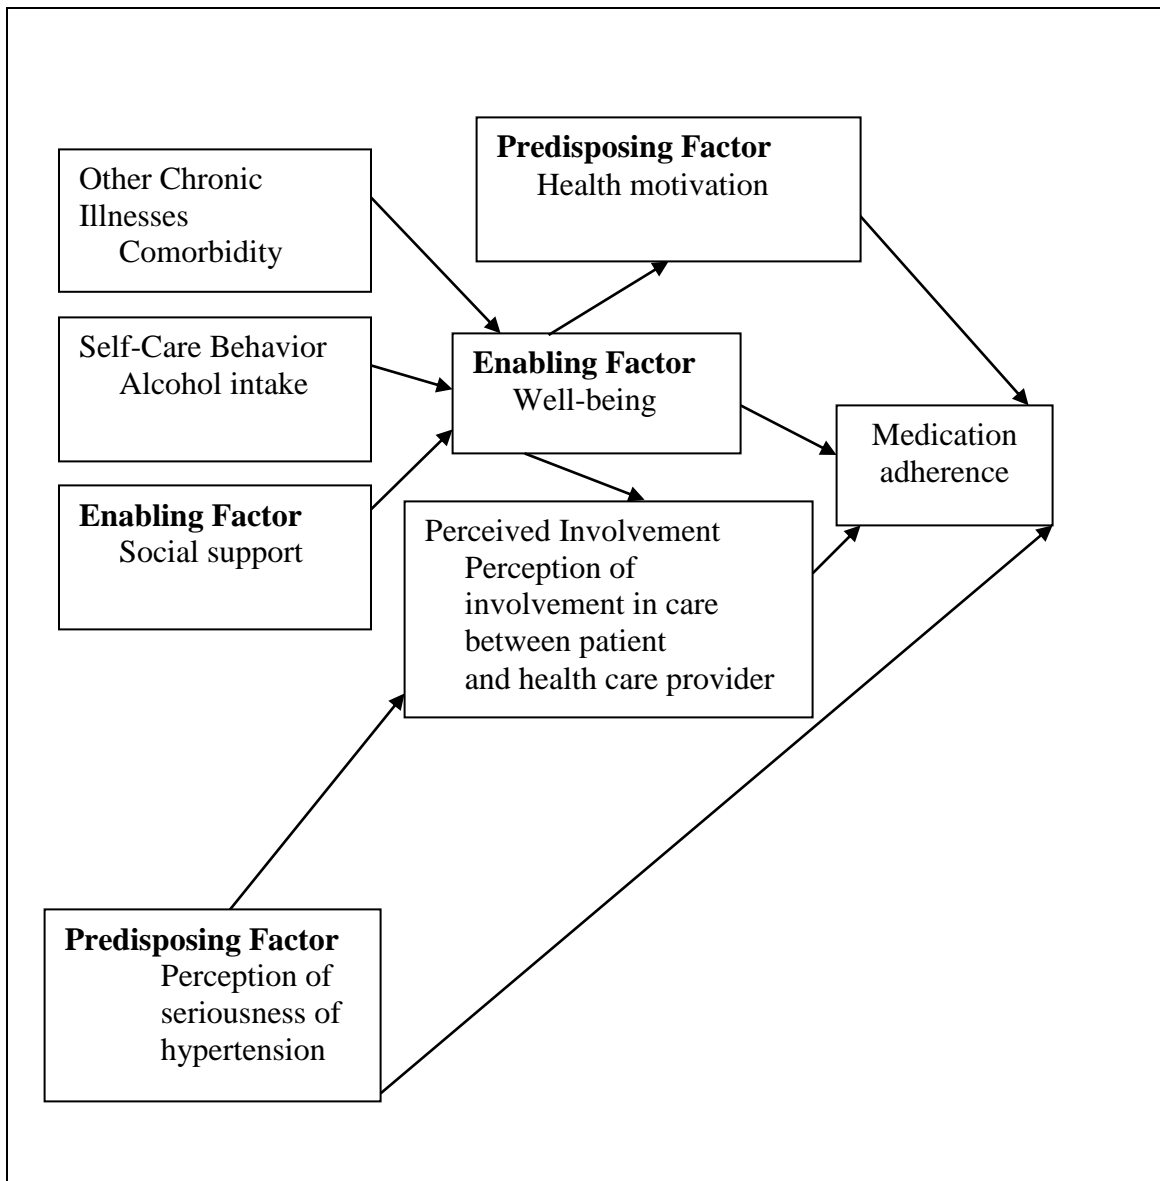 Predisposing Factor
Health motivation
Other Chronic
Illnesses
Comorbidity
Self-Care Behavior
Alcohol intake
Enabling Factor
Well-being
Medication
adherence
Enabling Factor
Social support
Perceived Involvement
Perception of
involvement in care
between patient
and health care provider
Predisposing Factor
Perception of
seriousness of
hypertension